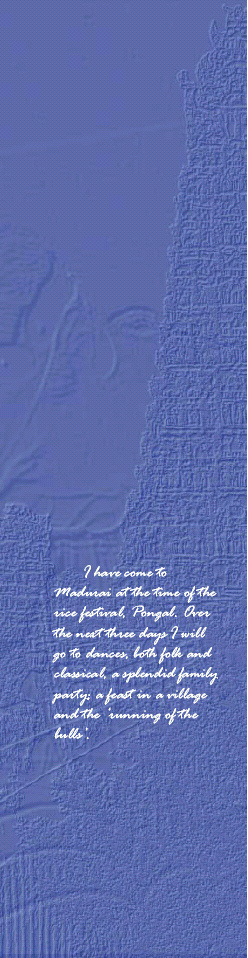 I have come to
Madurai at the time of the
rice festival, Pongal. Over
the next three days I will
go to dances, both folk and
classical, a splendid family
party; a feast in a village
and the 'running of the
bulls'.